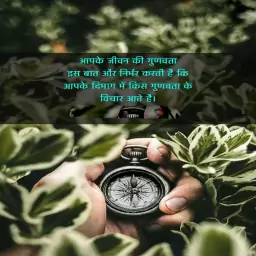 आपके जीवन की गुणवत्ता
इस बात और निर्भर करती है कि
आपके दिमाग में किस गुणवत्ता के
विचार आते है।